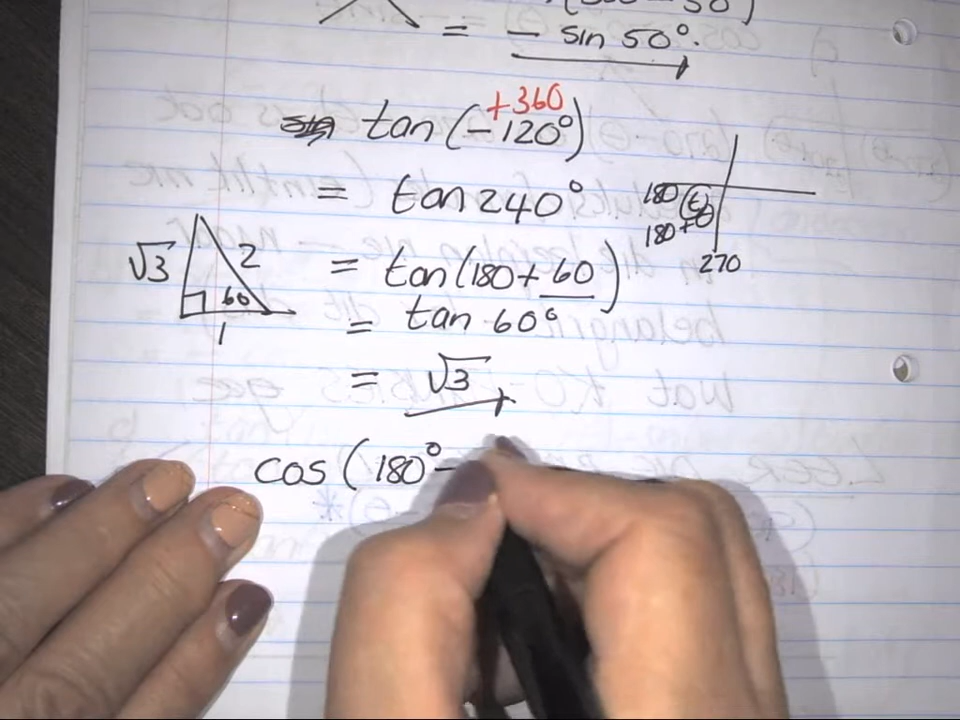 = - sin 50°.
+360
tan (-120°)
= tan 240°
180
180+θ
270
√3
2
60
1
= tan (180+60)
= tan 60°
= √3
cos (180° -